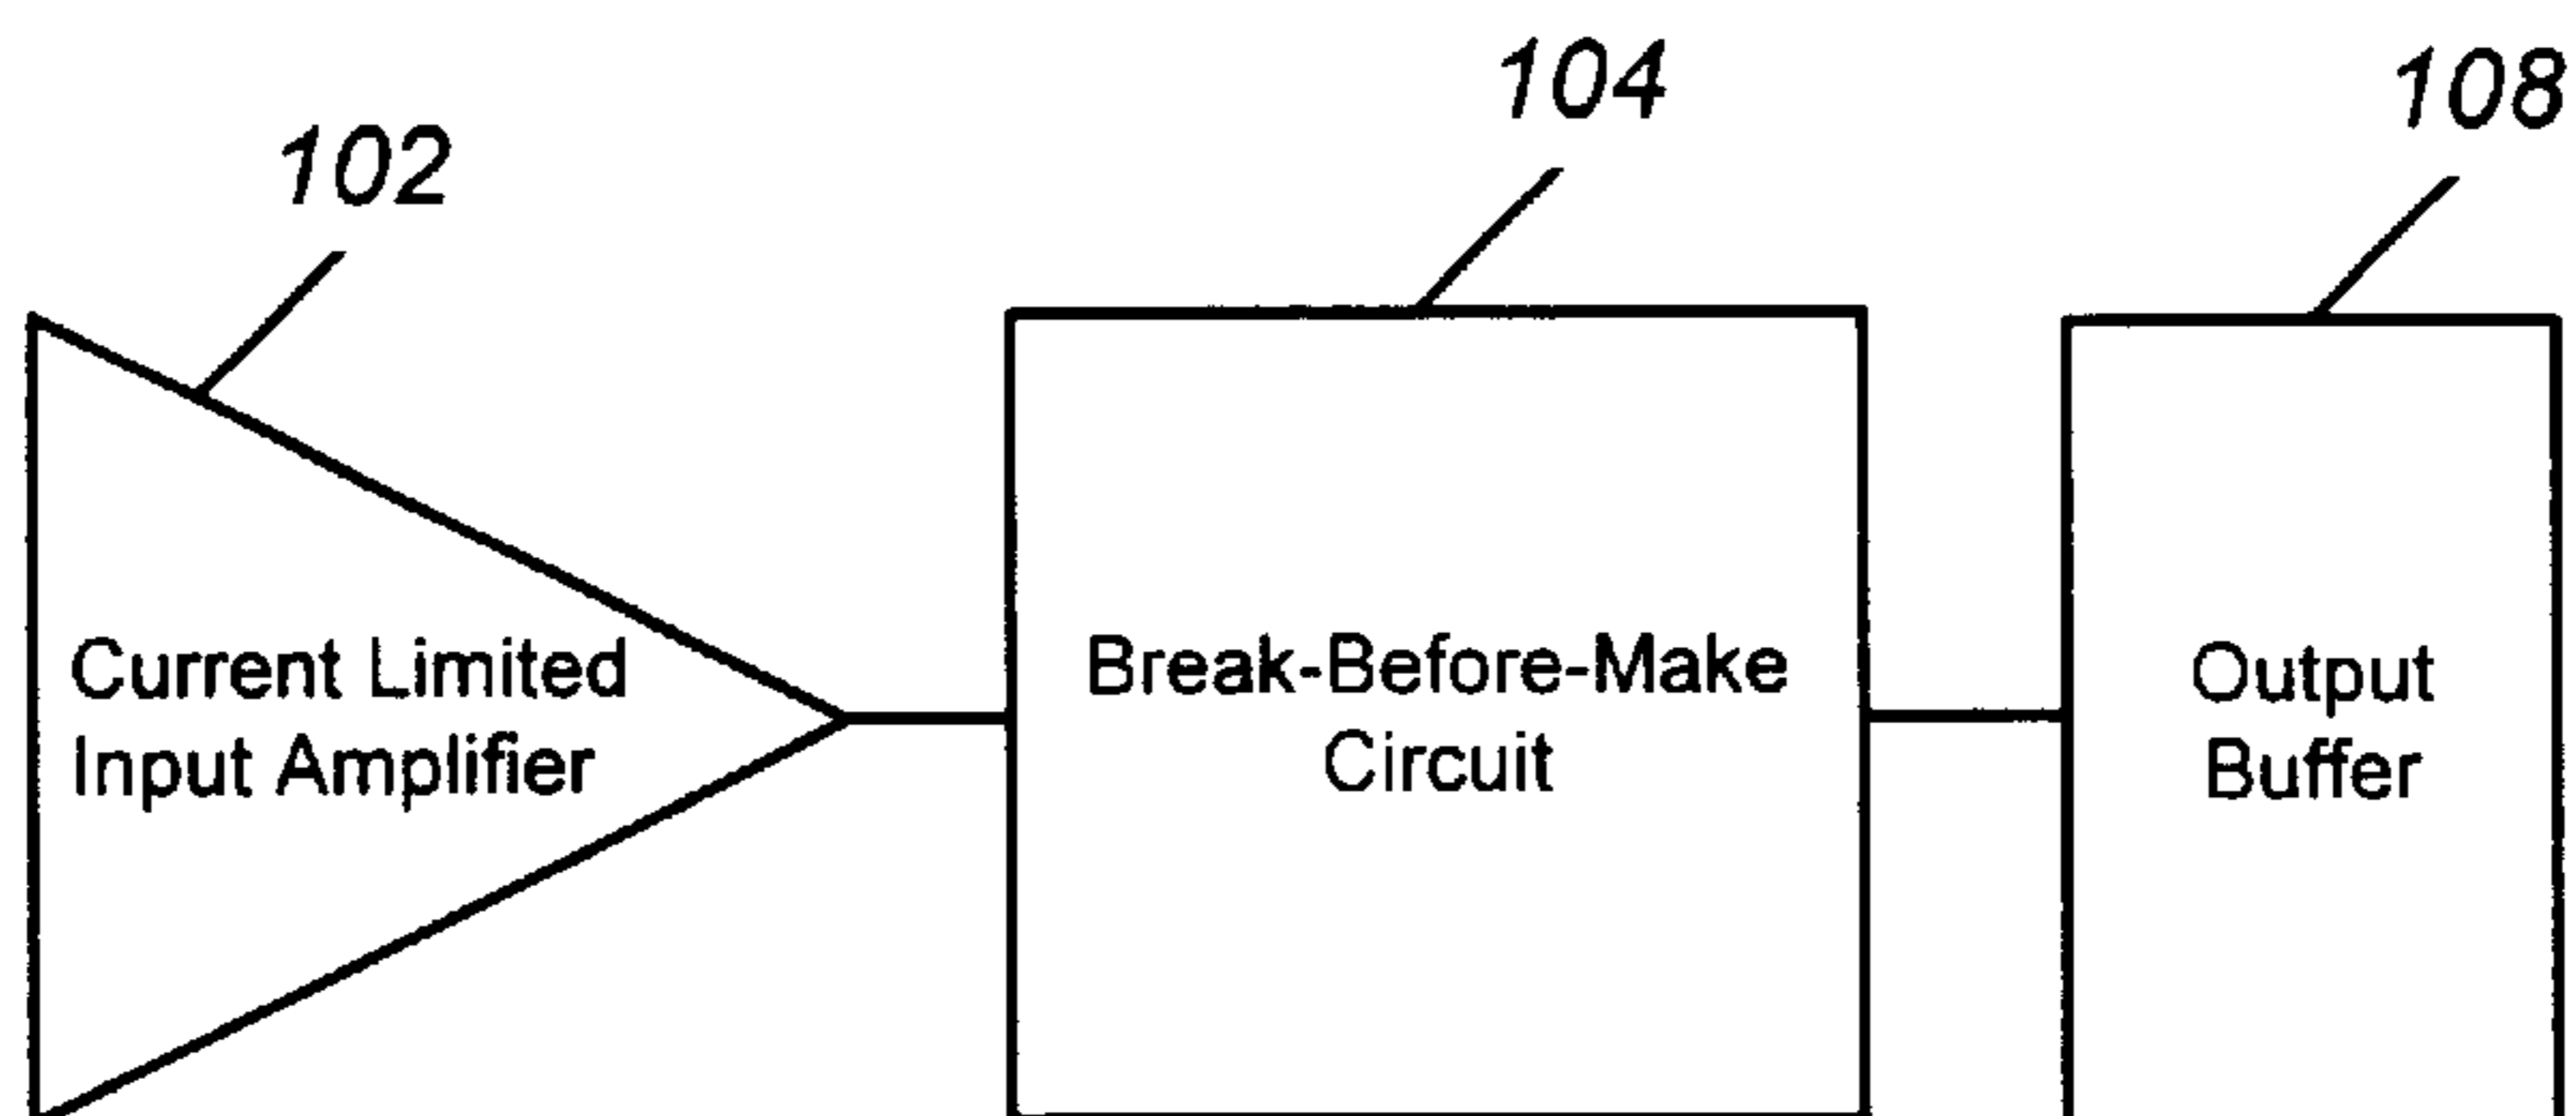 102
104
108
Current Limited
Input Amplifier
Break-Before-Make
Circuit
Output
Buffer